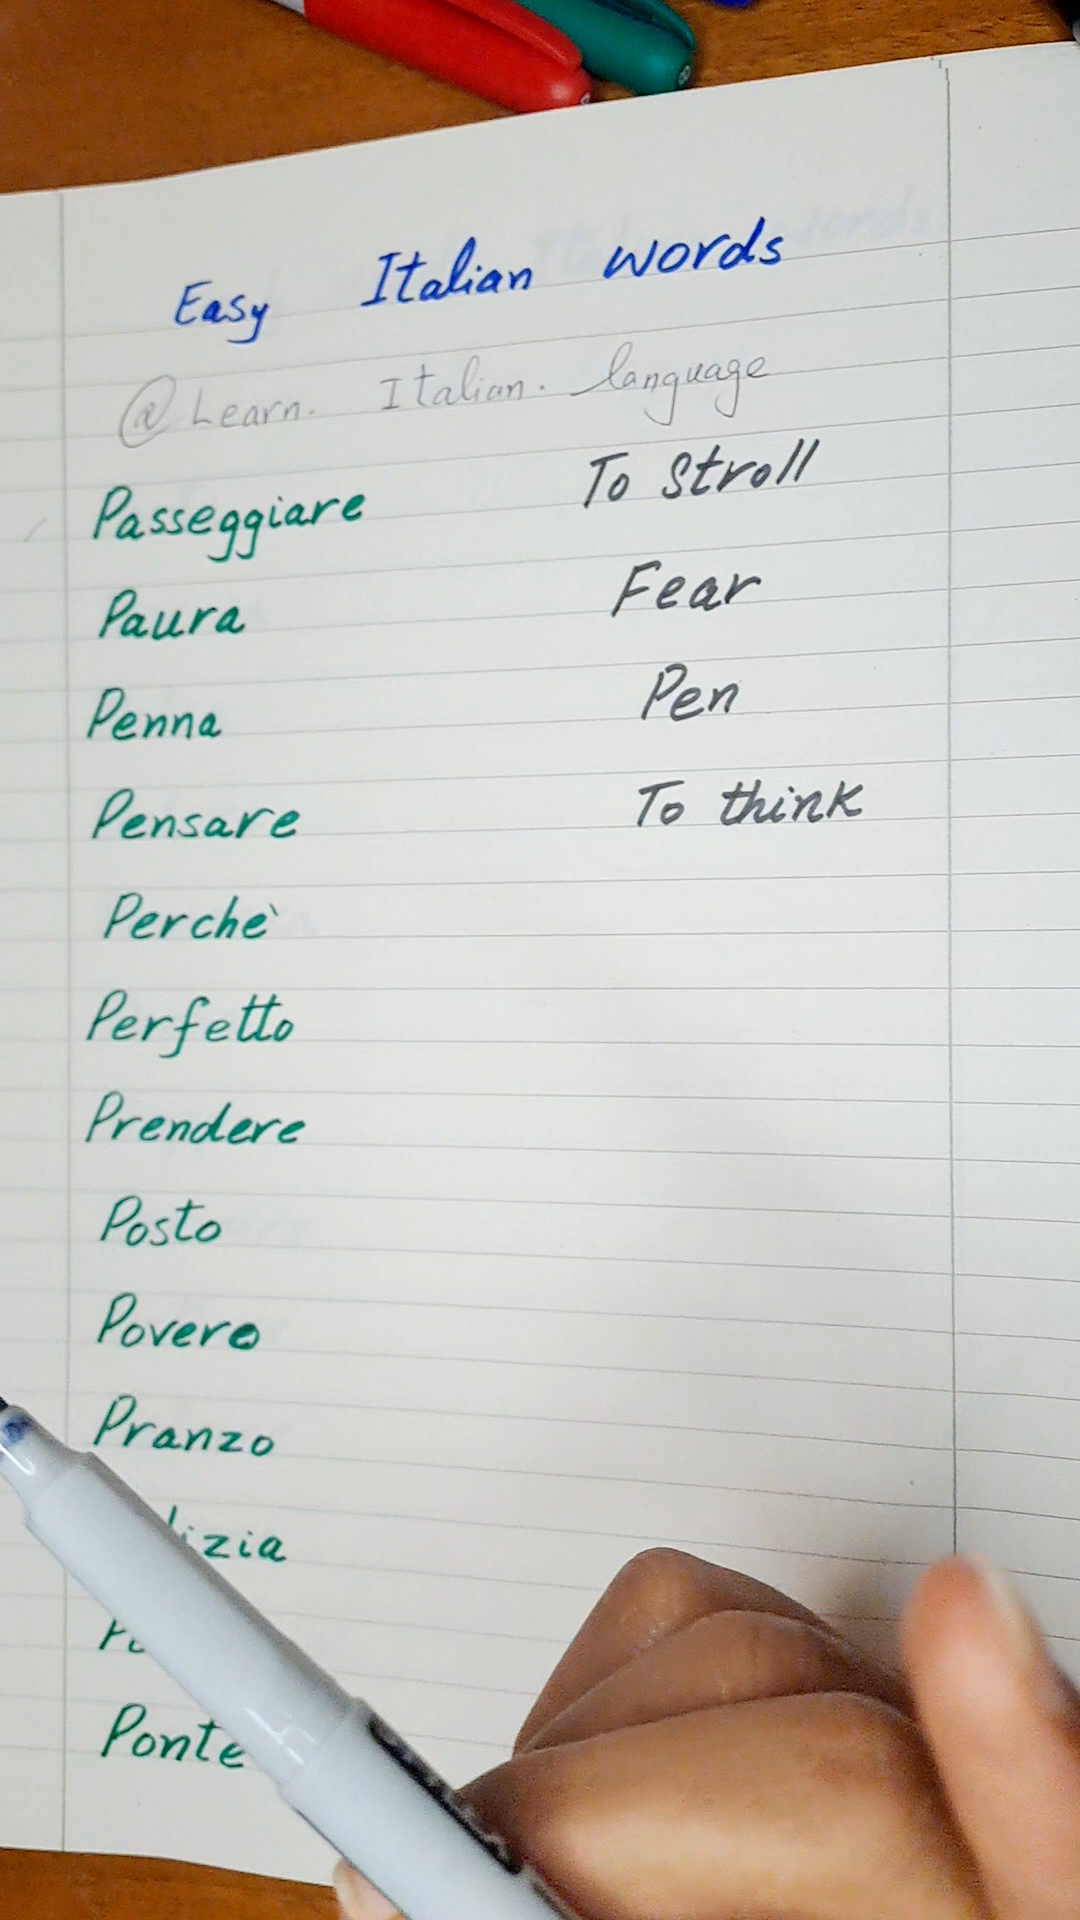 Easy Italian words
@Learn. Italian. language
Passeggiare To Stroll
Paura Fear
Penna Pen
Pensare To think
Perchè
Perfetto
Prendere
Posto
Povero
Pranzo
Ponte